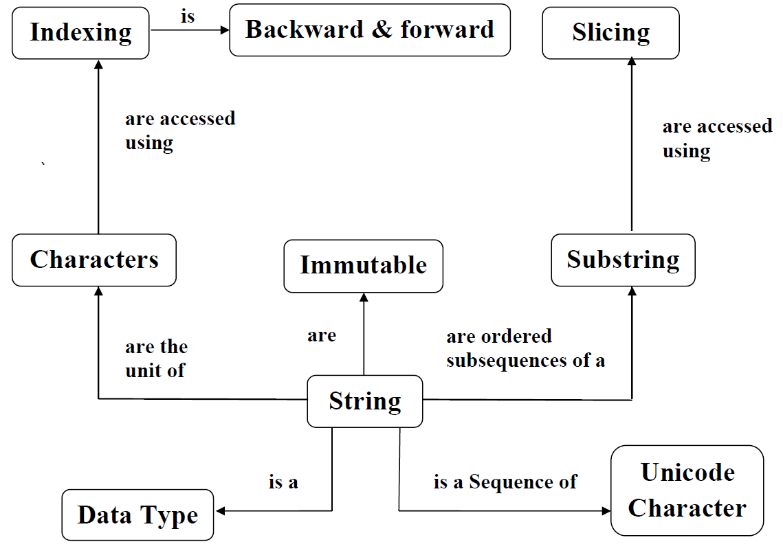 Indexing
is
Backward & forward
Slicing
are accessed
using
are accessed
using
Characters
Immutable
Substring
are the
unit of
are
are ordered
subsequences of a
String
is a
is a Sequence of
Data Type
Unicode
Character